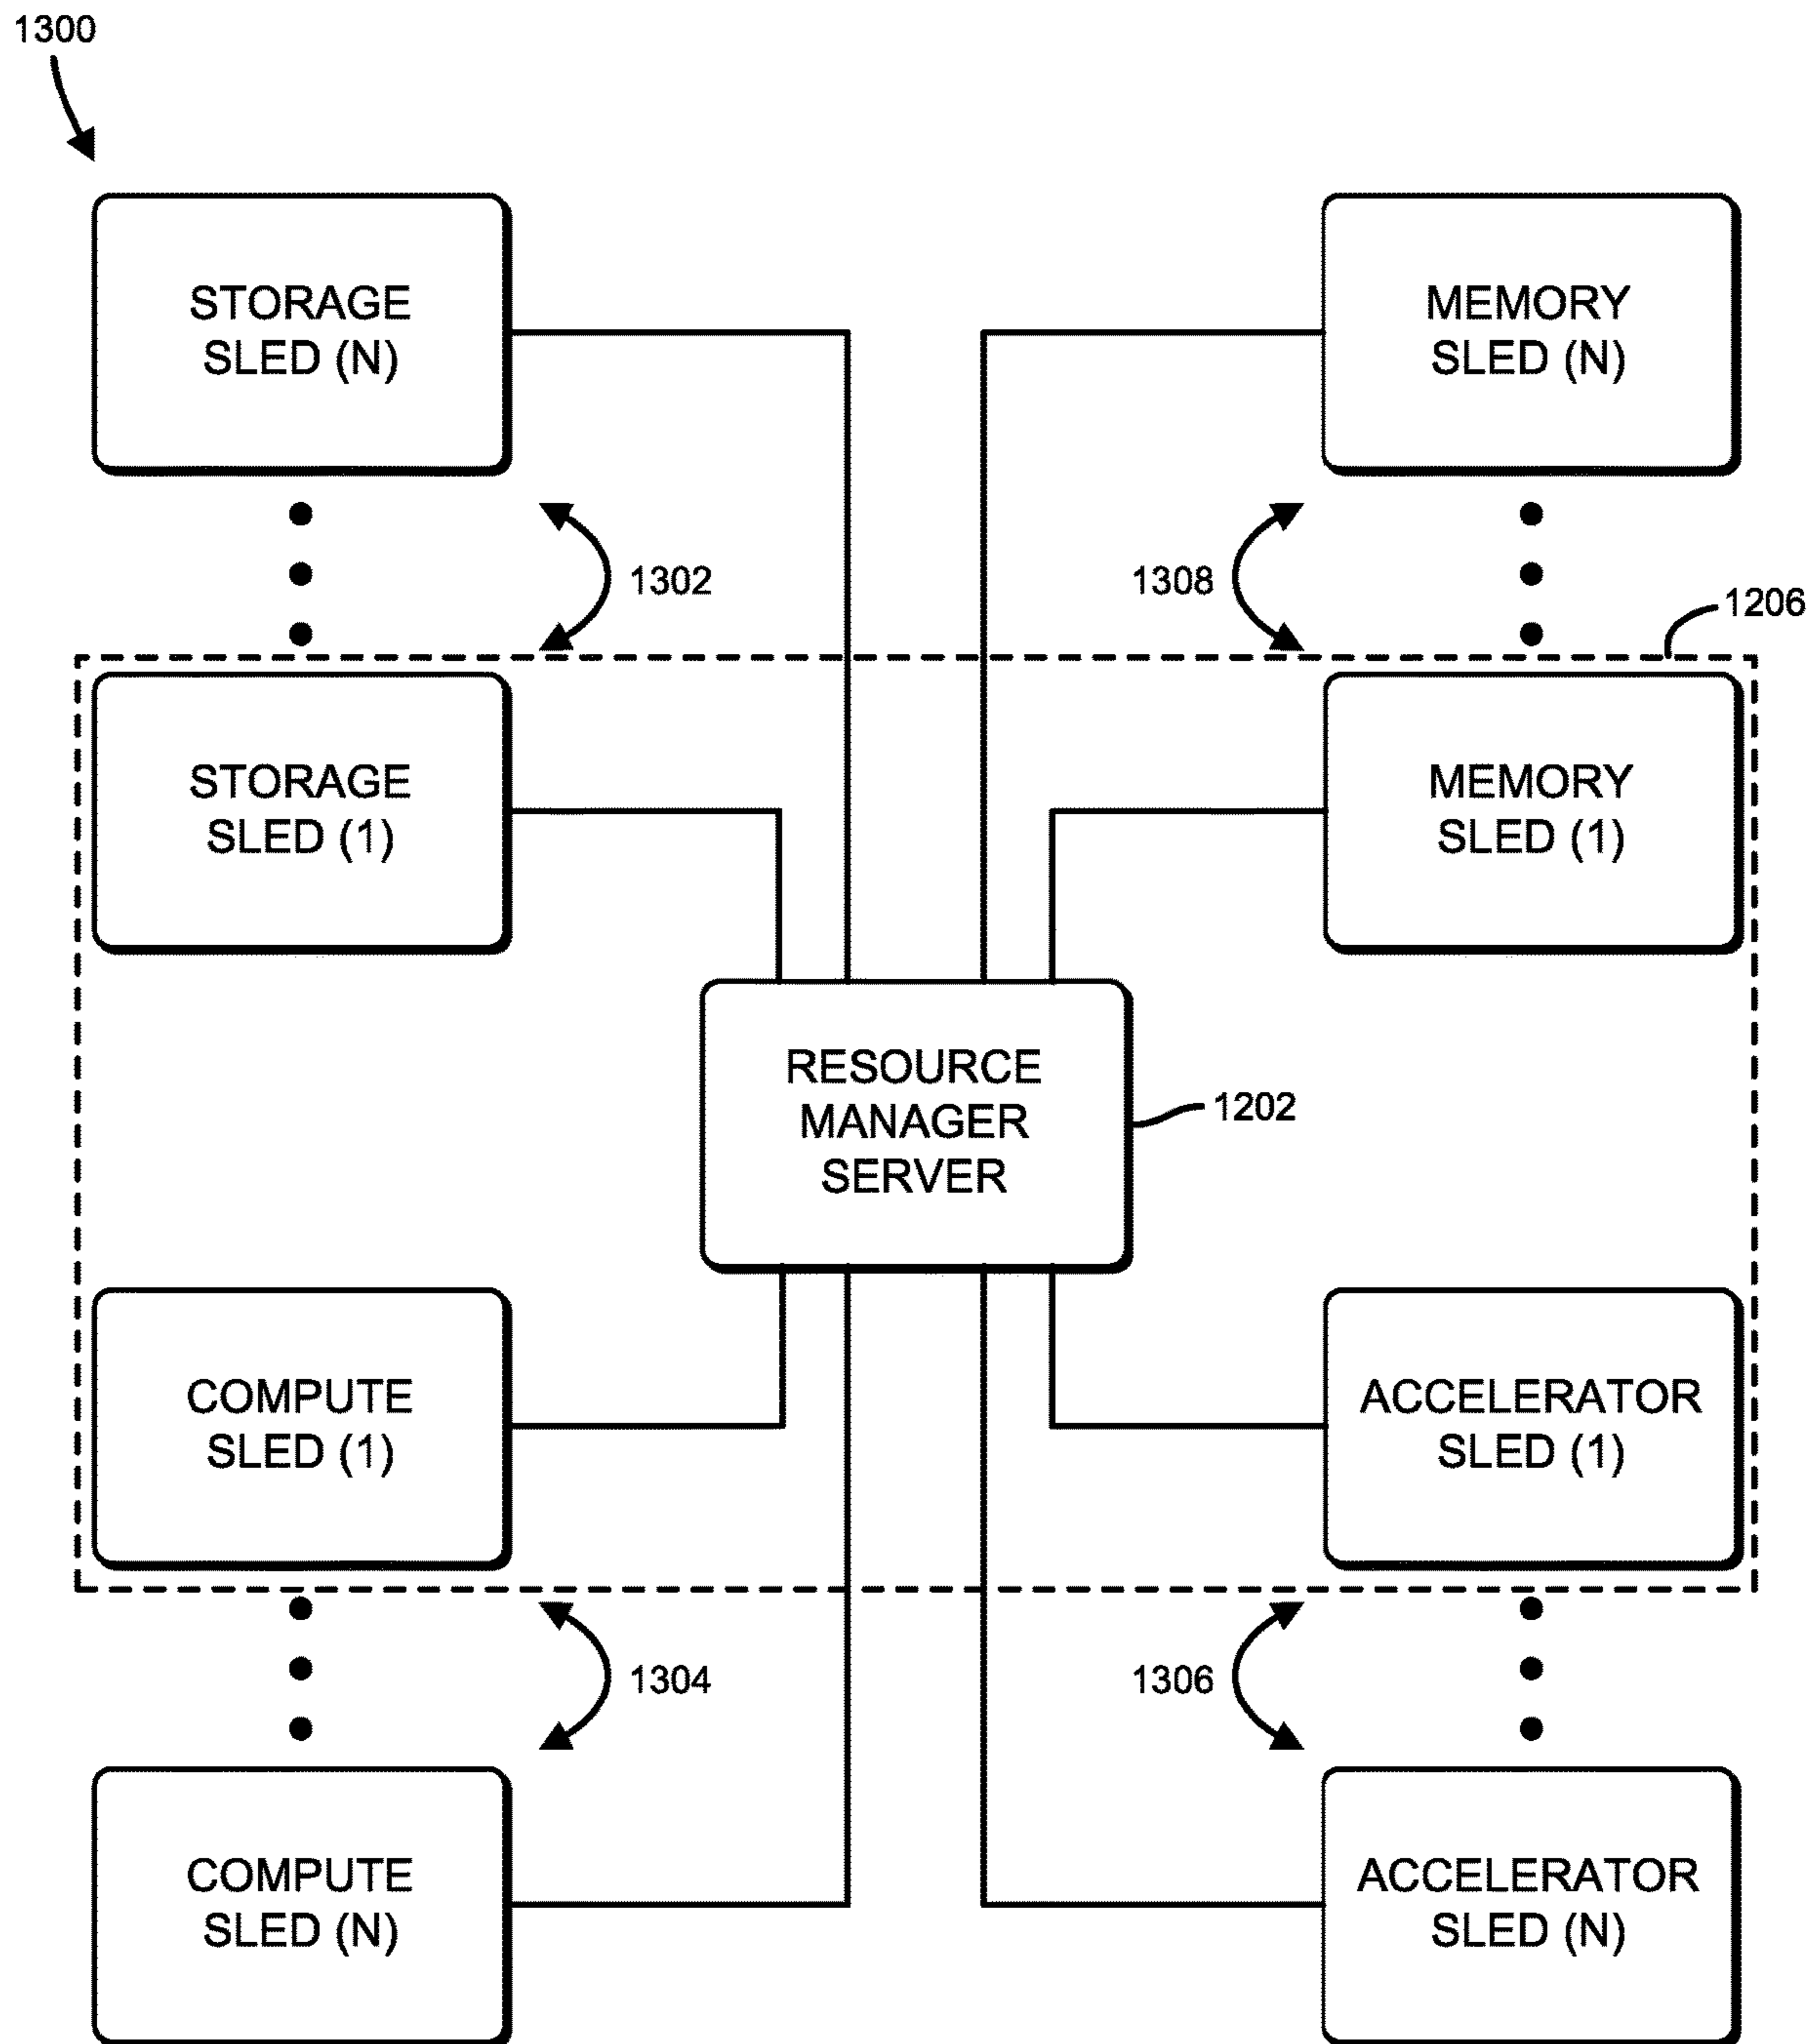 1300
STORAGE
SLED (N)
MEMORY
SLED (N)
1302
1308
1206
STORAGE
SLED (1)
MEMORY
SLED (1)
RESOURCE
MANAGER
SERVER
1202
COMPUTE
SLED (1)
ACCELERATOR
SLED (1)
1304
1306
COMPUTE
SLED (N)
ACCELERATOR
SLED (N)